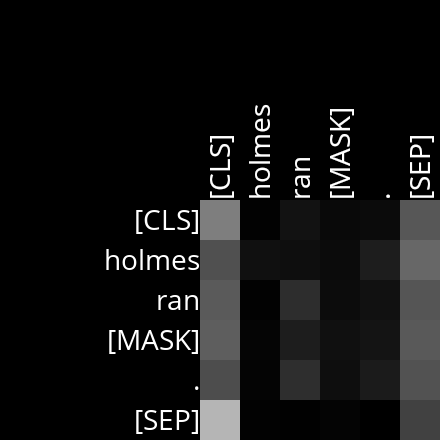 [CLS] holmes ran [MASK] . [SEP]
[CLS]
holmes
ran
[MASK]
.
[SEP]